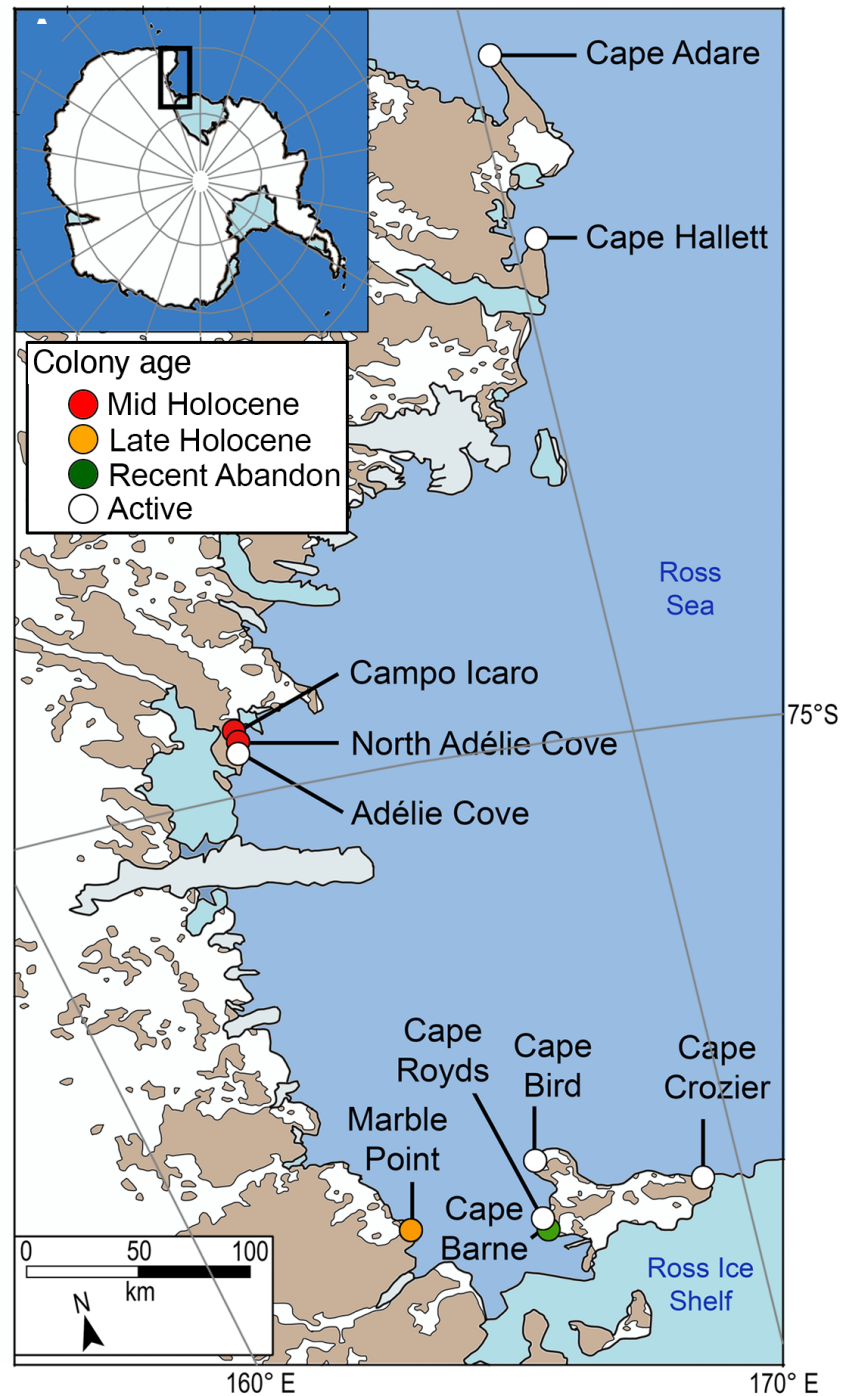 Cape Adare
Cape Hallett
Colony age
Mid Holocene
Late Holocene
Recent Abandon
Active
Ross
Sea
Campo Icaro
75°S
North Adélie Cove
Adélie Cove
Cape
Royds
Cape
Bird
Cape
Crozier
Marble
Point
Cape
Barne
0 50 100
km
N
Ross Ice
Shelf
160° E
170° E